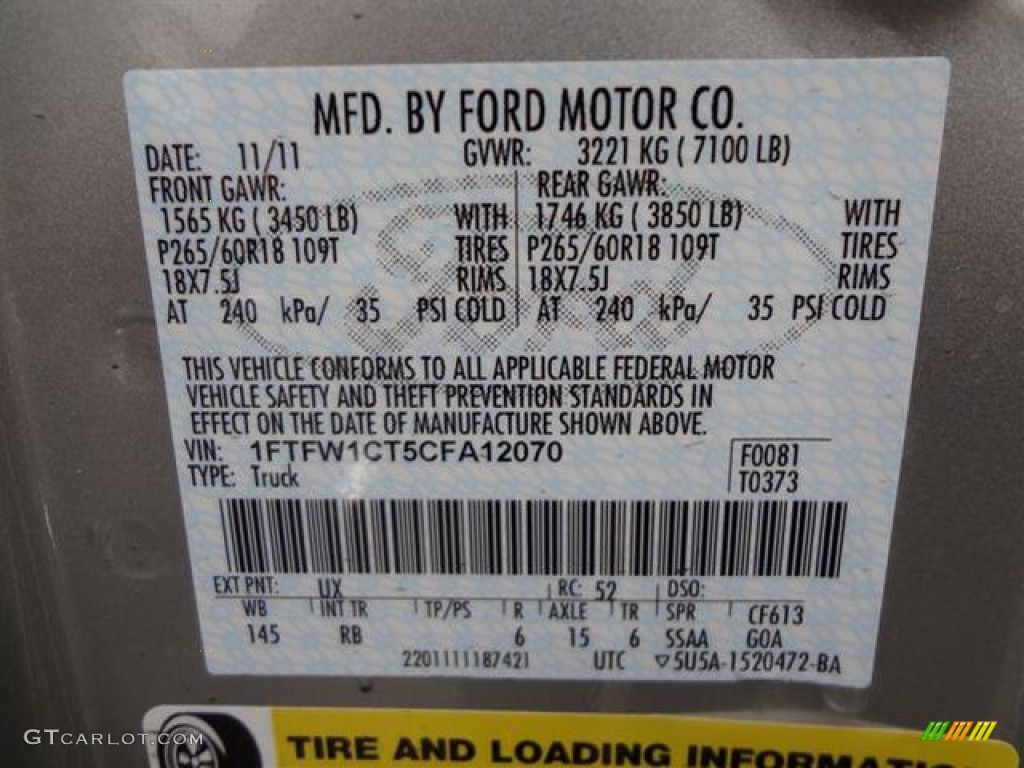 MFD. BY FORD MOTOR CO.
DATE: 11/11 GVWR: 3221 KG ( 7100 LB)
FRONT GAWR: REAR GAWR:
1565 KG ( 3450 LB) WITH 1746 KG ( 3850 LB) WITH
P265/60R18 109T TIRES P265/60R18 109T TIRES
18X7.5J RIMS 18X7.5J RIMS
AT 240 kPa/ 35 PSI COLD AT 240 kPa/ 35 PSI COLD
THIS VEHICLE CONFORMS TO ALL APPLICABLE FEDERAL MOTOR
VEHICLE SAFETY AND THEFT PREVENTION STANDARDS IN
EFFECT ON THE DATE OF MANUFACTURE SHOWN ABOVE.
VIN: 1FTFW1CT5CFA12070 F0081
TYPE: Truck T0373
EXT PNT: UX RC: 52 DSO:
WB INT TR TP/PS R AXLE TR SPR CF613
145 RB 6 15 6 SSAA GOA
2201111187421 UTC ▽5U5A-1520472-BA
TIRE AND LOADING INFORMATION
GTCARLOT.COM